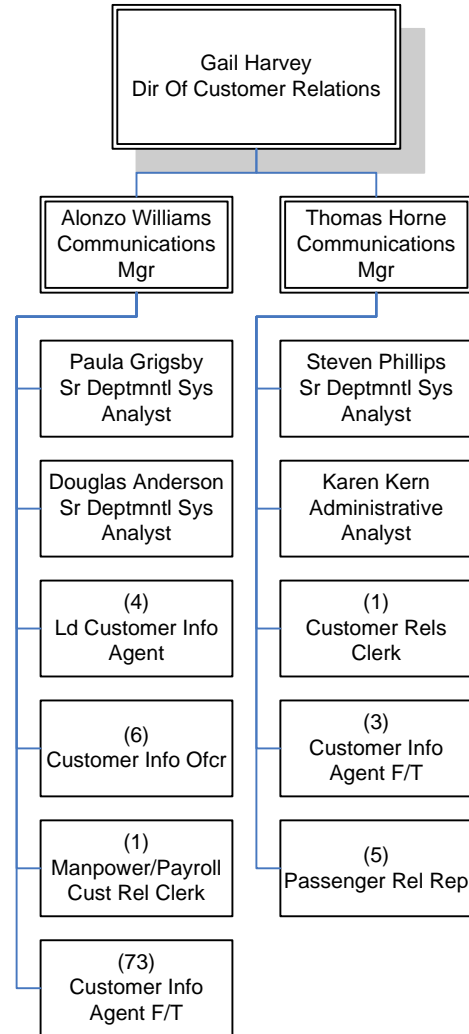 Gail Harvey
Dir Of Customer Relations
Alonzo Williams
Communications
Mgr
Thomas Horne
Communications
Mgr
Paula Grigsby
Sr Deptmntl Sys
Analyst
Steven Phillips
Sr Deptmntl Sys
Analyst
Douglas Anderson
Sr Deptmntl Sys
Analyst
Karen Kern
Administrative
Analyst
(4)
Ld Customer Info
Agent
(1)
Customer Rels
Clerk
(6)
Customer Info Ofcr
(3)
Customer Info
Agent F/T
(1)
Manpower/Payroll
Cust Rel Clerk
(5)
Passenger Rel Rep
(73)
Customer Info
Agent F/T